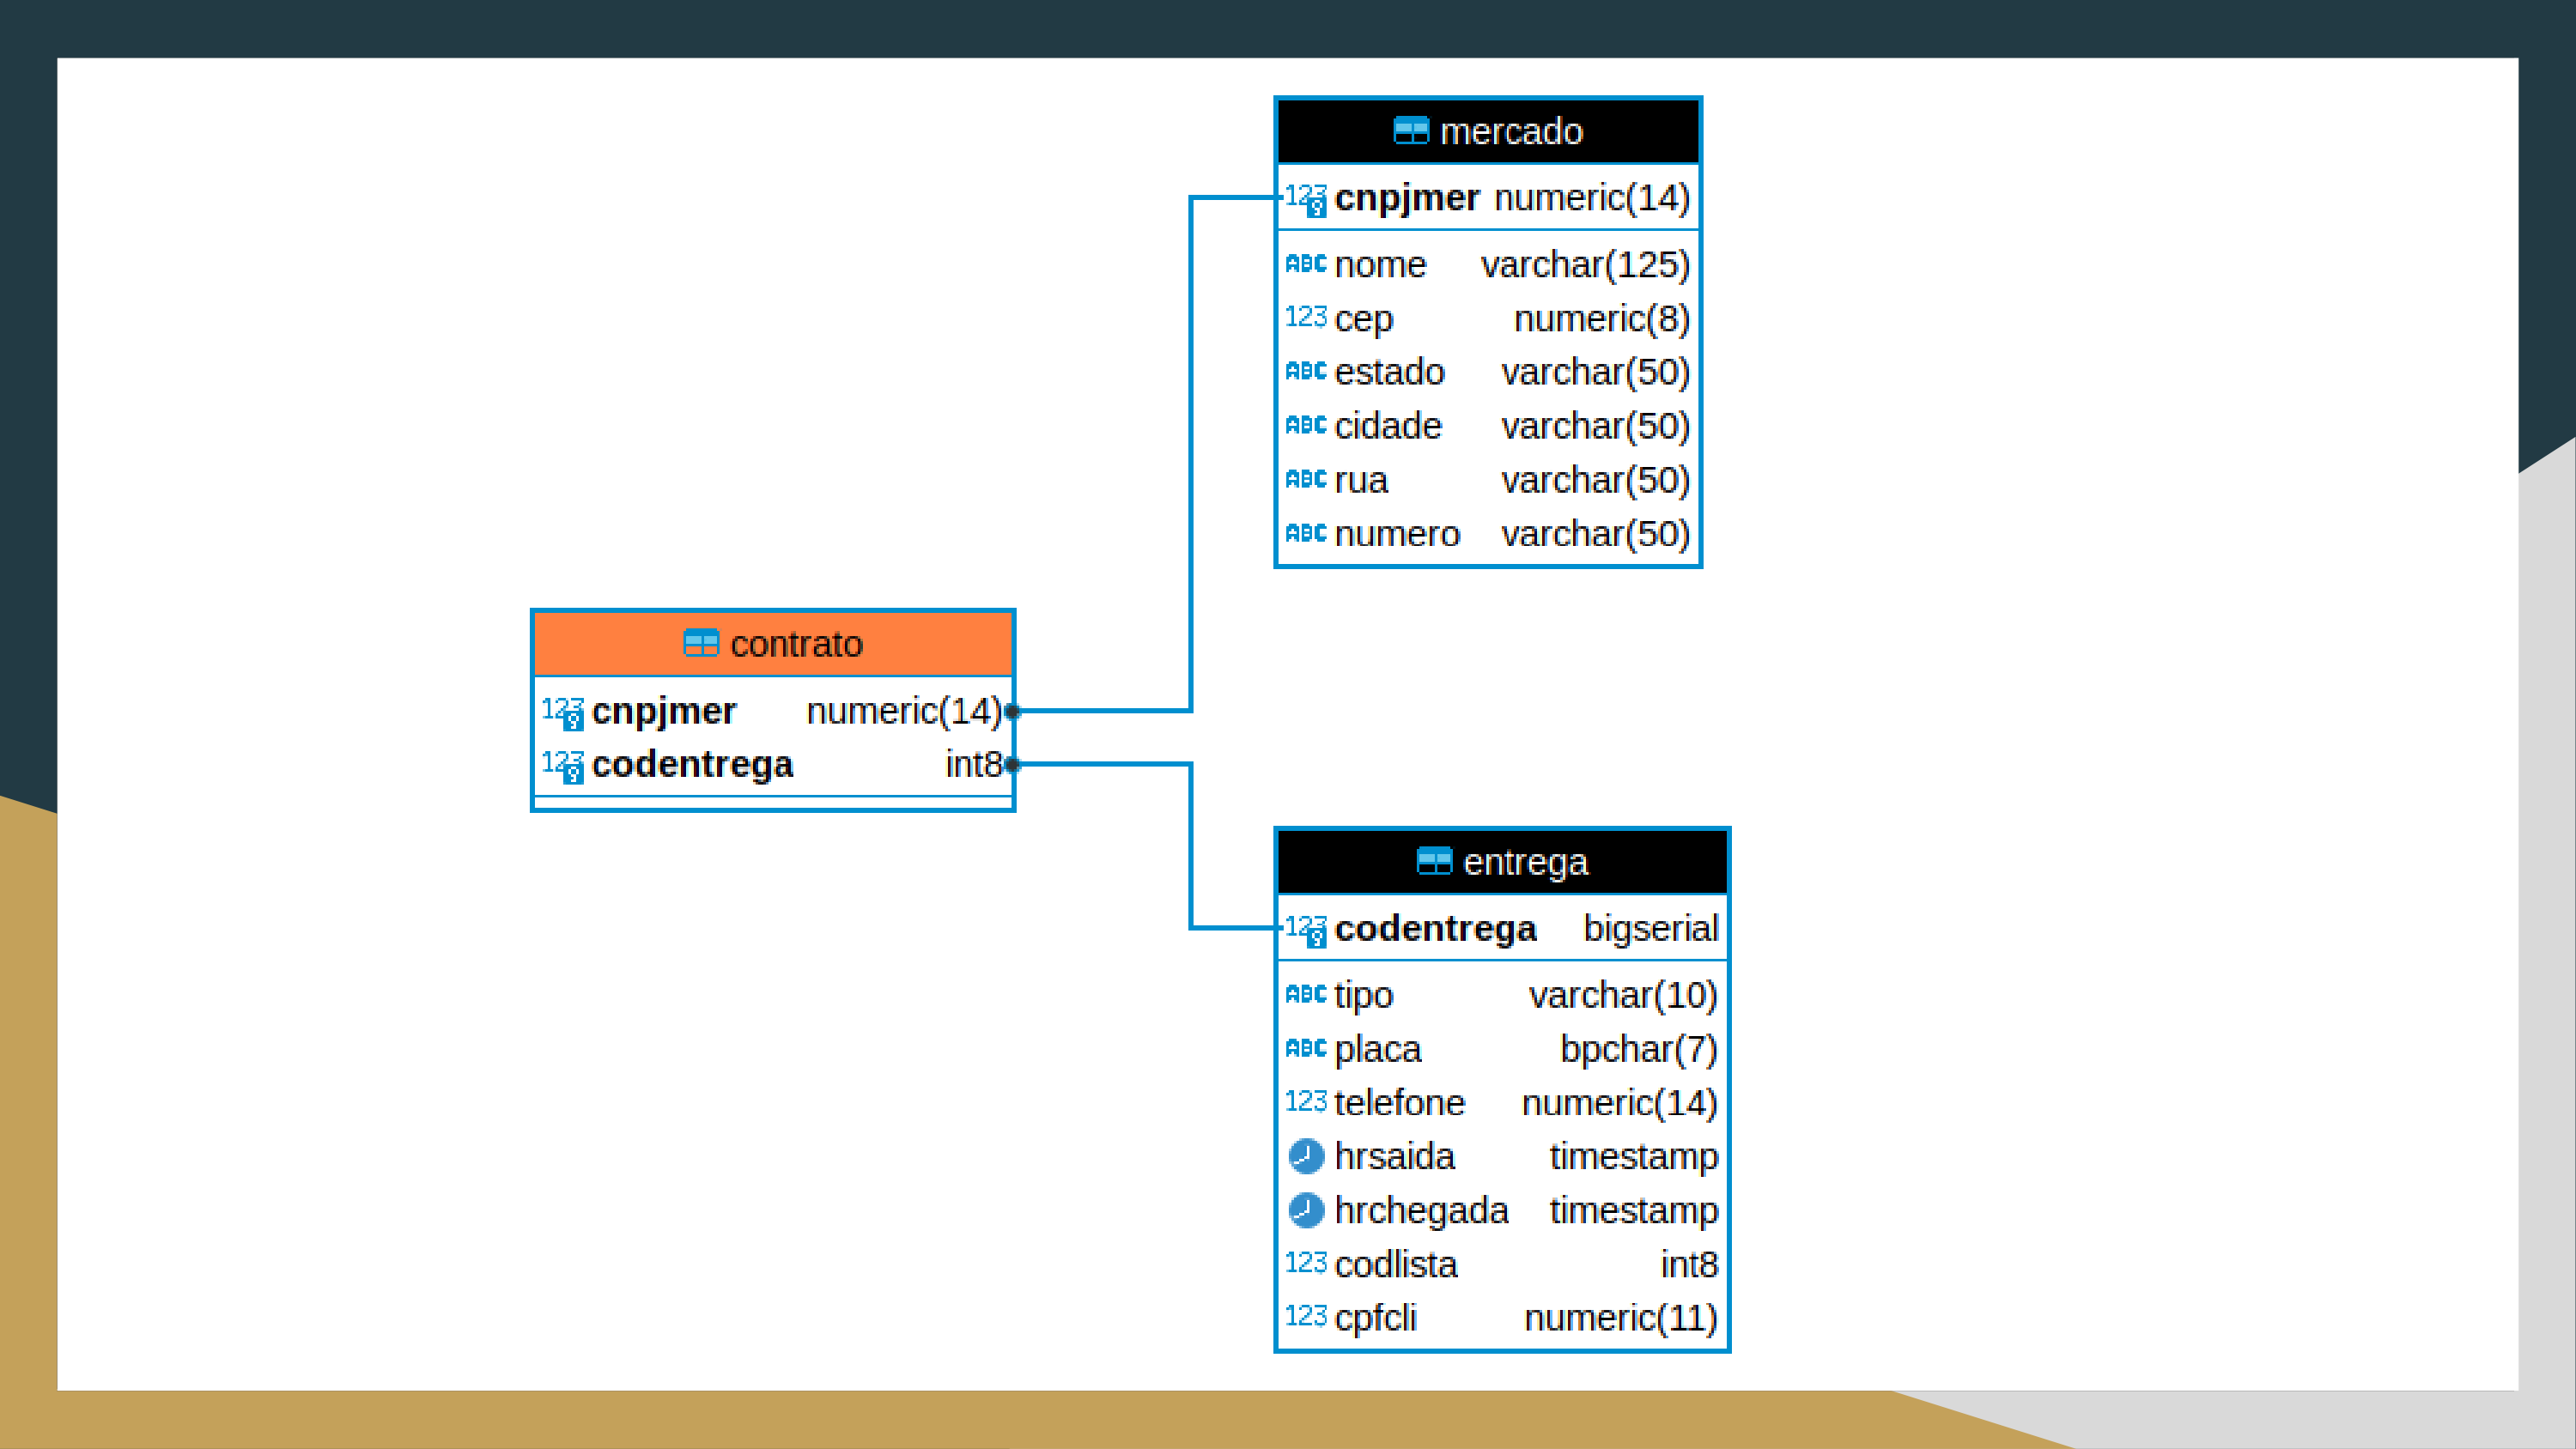 mercado
123 cnpjmer numeric(14)
ABC nome varchar(125)
123 cep numeric(8)
ABC estado varchar(50)
ABC cidade varchar(50)
ABC rua varchar(50)
ABC numero varchar(50)
contrato
123 cnpjmer numeric(14)
123 codentrega int8
entrega
123 codentrega bigserial
ABC tipo varchar(10)
ABC placa bpchar(7)
123 telefone numeric(14)
hrsaida timestamp
hrchegada timestamp
123 codlista int8
123 cpfcli numeric(11)